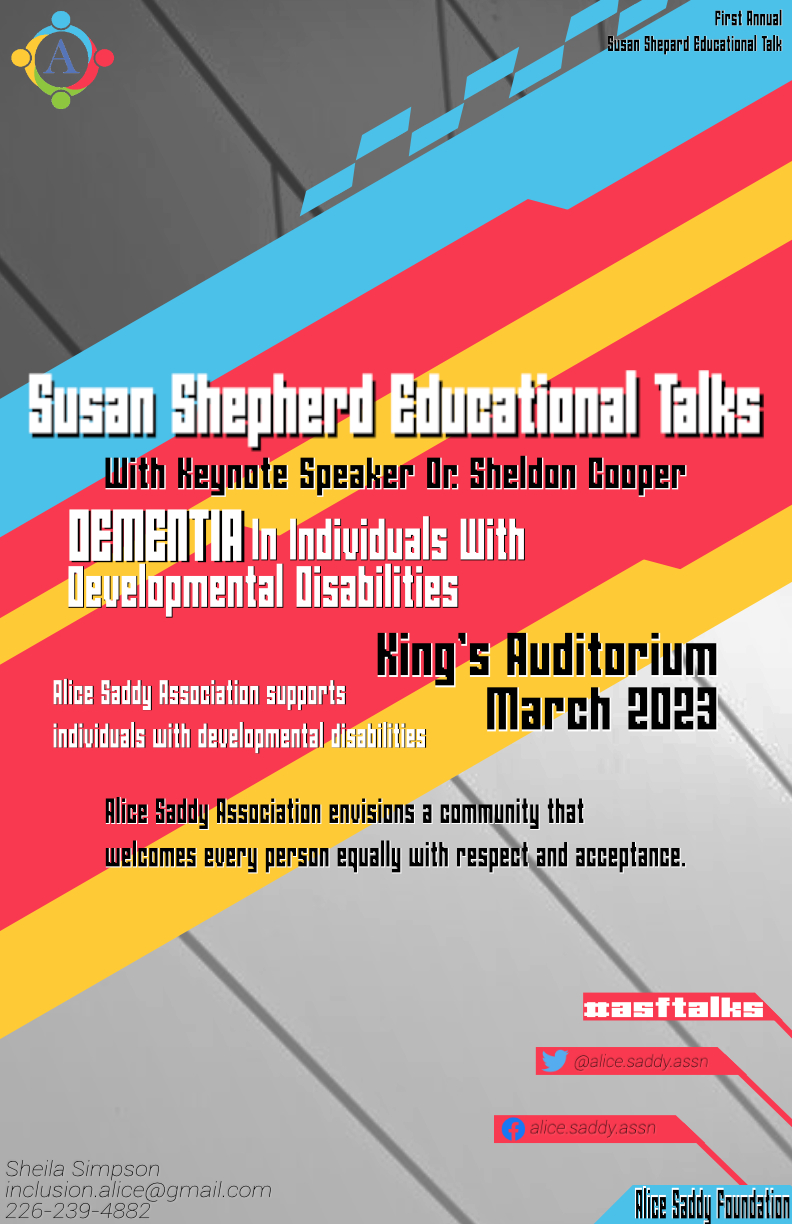 A
First Annual
Susan Shepard Educational Talk
Susan Shepherd Educational Talks
With Keynote Speaker Dr. Sheldon Cooper
DEMENTIA In Individuals With
Developmental Disabilities
King's Auditorium
March 2023
Alice Saddy Association supports
individuals with developmental disabilities
Alice Saddy Association envisions a community that
welcomes every person equally with respect and acceptance.
#asftalks
@alice.saddy.assn
alice.saddy.assn
Sheila Simpson
inclusion.alice@gmail.com
226-239-4882
Alice Saddy Foundation